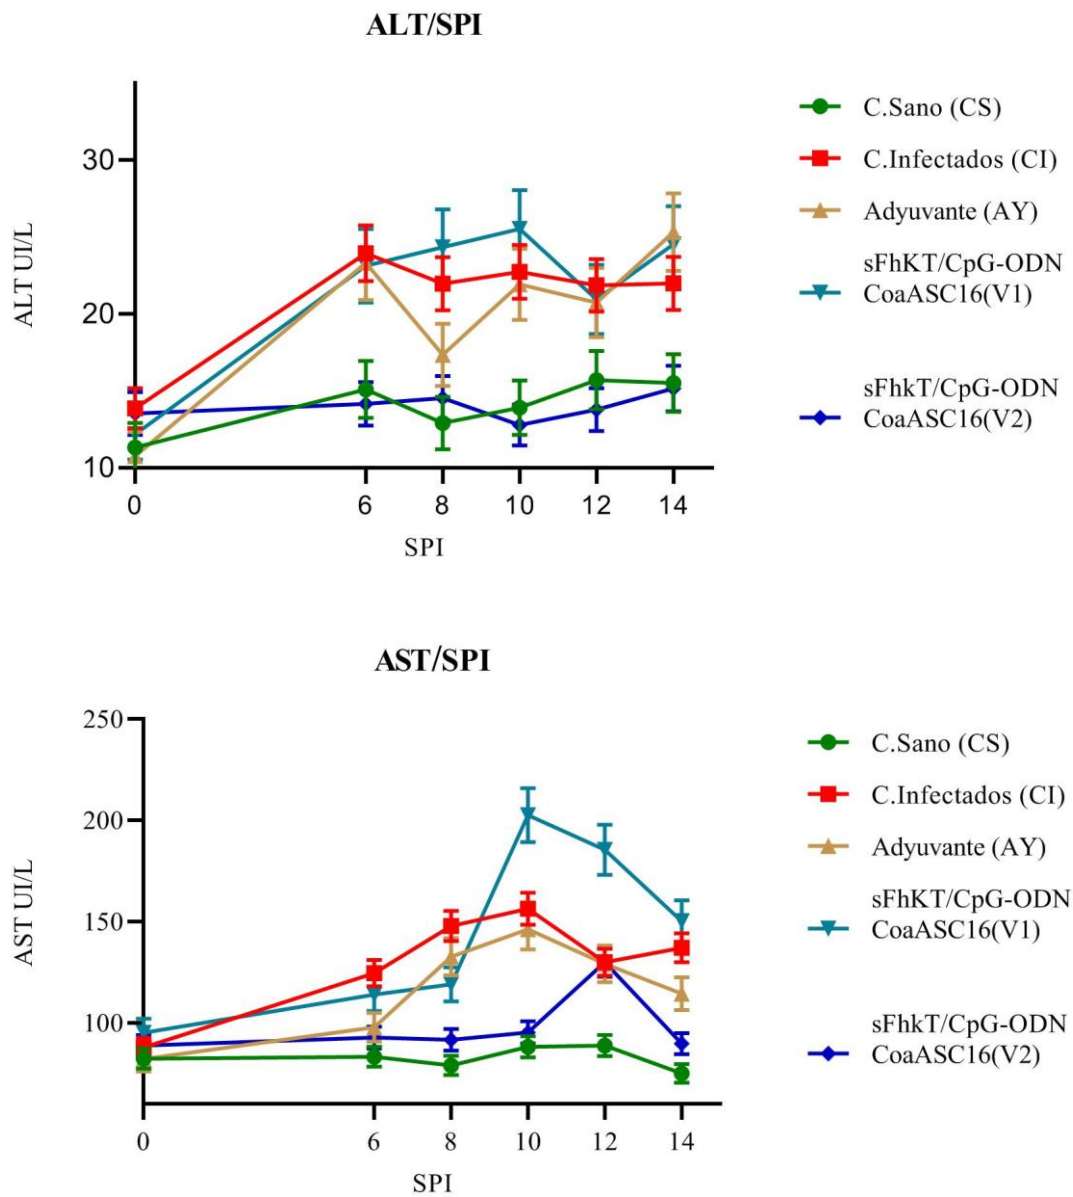 ALT/SPI
ALT UI/L
30
20
10
0
6
8
10
12
14
SPI
C.Sano (CS)
C.Infectados (CI)
Adyuvante (AY)
sFhKT/CpG-ODN
CoaASC16(V1)
sFhkT/CpG-ODN
CoaASC16(V2)
AST/SPI
AST UI/L
250
200
150
100
0
6
8
10
12
14
SPI
C.Sano (CS)
C.Infectados (CI)
Adyuvante (AY)
sFhKT/CpG-ODN
CoaASC16(V1)
sFhkT/CpG-ODN
CoaASC16(V2)